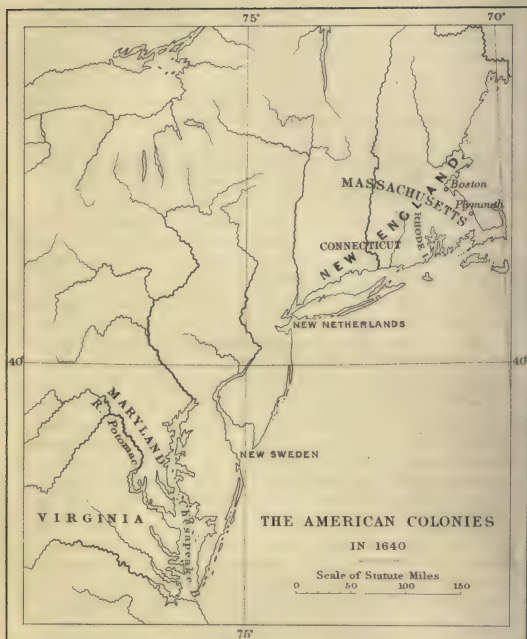 75°
70°
MASSACHUSETTS
Boston
Plymouth
NEW ENGLAND
RHODE I.
CONNECTICUT
NEW NETHERLANDS
40°
40°
MARYLAND
R. Potomac
NEW SWEDEN
VIRGINIA
Chesapeake B.
THE AMERICAN COLONIES
IN 1640
Scale of Statute Miles
0 50 100 150
75°